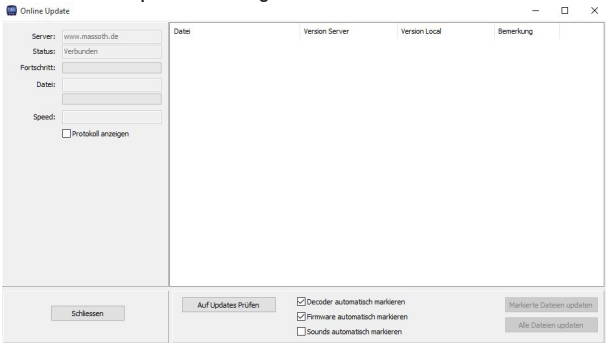 Online Update
Server: www.massoth.de
Status: Verbunden
Fortschritt:
Datei:
Speed:
Protokoll anzeigen
Datei Version Server Version Local Bemerkung
Schliessen
Auf Updates Prüfen
Decoder automatisch markieren
Firmware automatisch markieren
Sounds automatisch markieren
Markierte Dateien updaten
Alle Dateien updaten